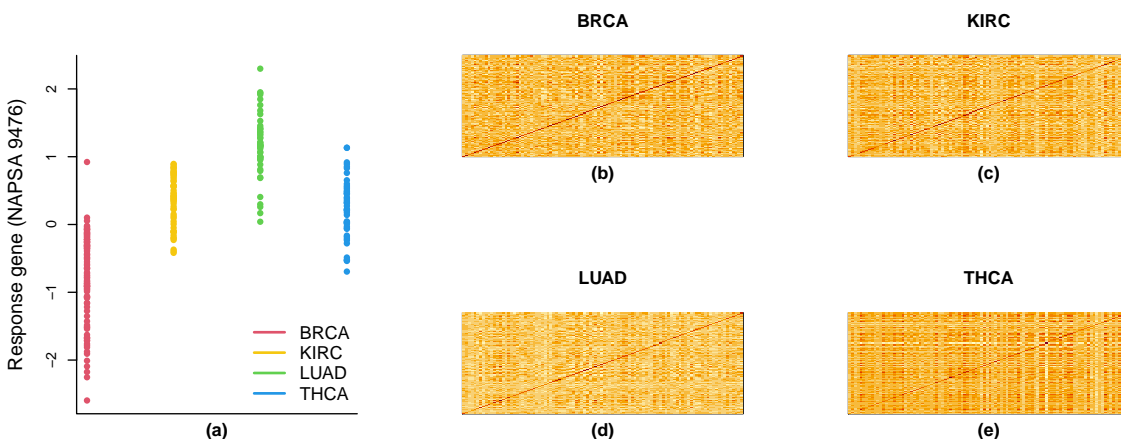 Response gene (NAPSA 9476)
2
1
0
−1
−2
BRCA
KIRC
LUAD
THCA
(a)
BRCA
(b)
KIRC
(c)
LUAD
(d)
THCA
(e)